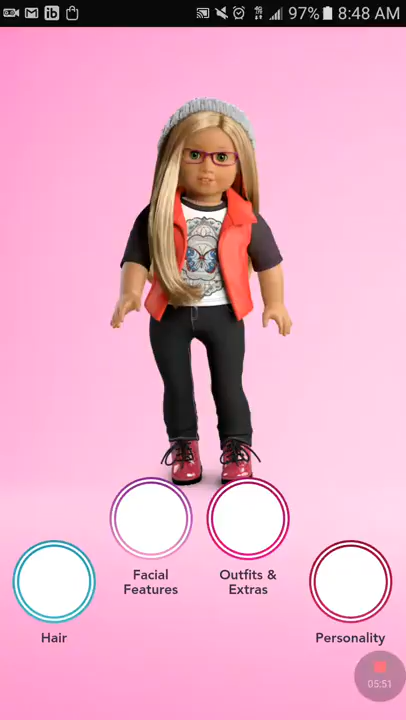 97% 8:48 AM
Facial
Features
Outfits &
Extras
Hair
Personality
05:51